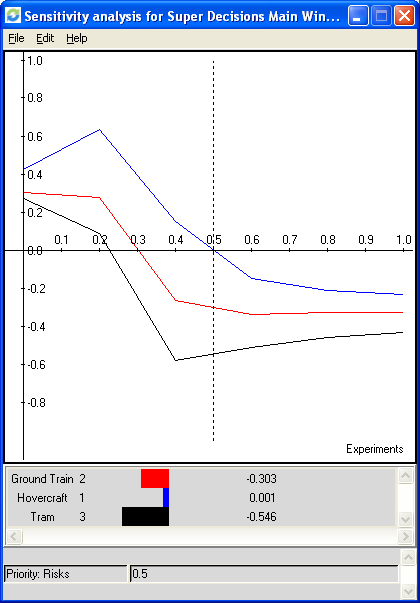 Sensitivity analysis for Super Decisions Main Win...
File Edit Help
1.0
0.8
0.6
0.4
0.2
0.0 0.1 0.2 0.4 0.5 0.6 0.7 0.8 0.9 1.0
-0.2
-0.4
-0.6
-0.8
Experiments
Ground Train 2 -0.303
Hovercraft 1 0.001
Tram 3 -0.546
Priority: Risks 0.5